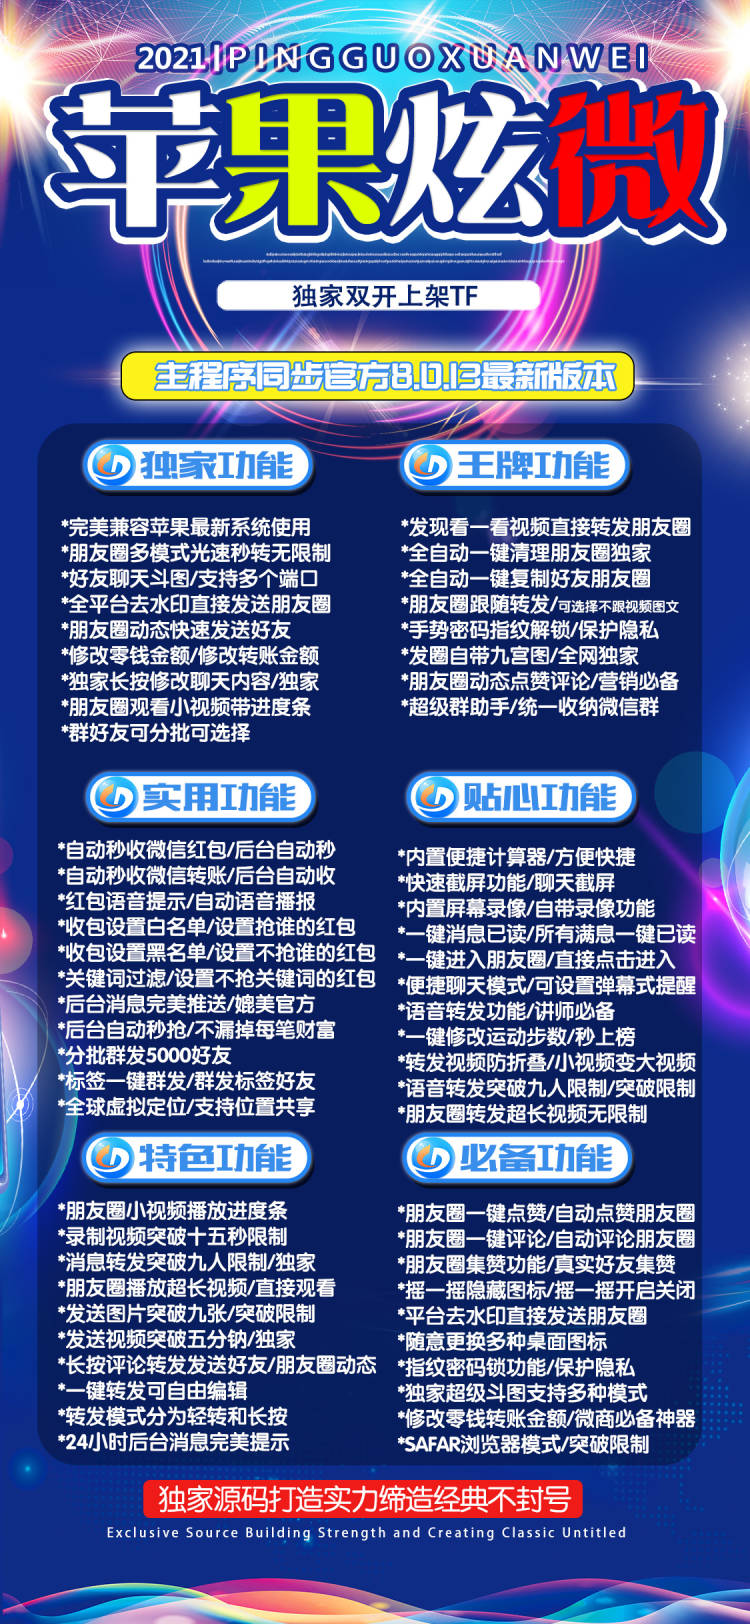 2021|PINGGUOXUANWEI
苹果炫微
独家双开上架TF
主程序同步官方8.0.13最新版本
独家功能
*完美兼容苹果最新系统使用
*朋友圈多模式光速秒转无限制
*好友聊天斗图/支持多个端口
*全平台去水印直接发送朋友圈
*朋友圈动态快速发送好友
*修改零钱金额/修改转账金额
*独家长按修改聊天内容/独家
*朋友圈观看小视频带进度条
*群好友可分批可选择
王牌功能
*发现看一看视频直接转发朋友圈
*全自动一键清理朋友圈独家
*全自动一键复制好友朋友圈
*朋友圈跟随转发/可选择不跟视频图文
*手势密码指纹解锁/保护隐私
*发圈自带九宫图/全网独家
*朋友圈动态点赞评论/营销必备
*超级群助手/统一收纳微信群
实用功能
*自动秒收微信红包/后台自动秒
*自动秒收微信转账/后台自动收
*红包语音提示/自动语音播报
*收包设置白名单/设置抢谁的红包
*收包设置黑名单/设置不抢谁的红包
*关键词过滤/设置不抢关键词的红包
*后台消息完美推送/媲美官方
*后台自动秒抢/不漏掉每笔财富
*分批群发5000好友
*标签一键群发/群发标签好友
*全球虚拟定位/支持位置共享
贴心功能
*内置便捷计算器/方便快捷
*快速截屏功能/聊天截屏
*内置屏幕录像/自带录像功能
*一键消息已读/所有满息一键已读
*一键进入朋友圈/直接点击进入
*便捷聊天模式/可设置弹幕式提醒
*语音转发功能/讲师必备
*一键修改运动步数/秒上榜
*转发视频防折叠/小视频变大视频
*语音转发突破九人限制/突破限制
*朋友圈转发超长视频无限制
特色功能
*朋友圈小视频播放进度条
*录制视频突破十五秒限制
*消息转发突破九人限制/独家
*朋友圈播放超长视频/直接观看
*发送图片突破九张/突破限制
*发送视频突破五分钠/独家
*长按评论转发发送好友/朋友圈动态
*一键转发可自由编辑
*转发模式分为轻转和长按
*24小时后台消息完美提示
必备功能
*朋友圈一键点赞/自动点赞朋友圈
*朋友圈一键评论/自动评论朋友圈
*朋友圈集赞功能/真实好友集赞
*摇一摇隐藏图标/摇一摇开启关闭
*平台去水印直接发送朋友圈
*随意更换多种桌面图标
*指纹密码锁功能/保护隐私
*独家超级斗图支持多种模式
*修改零钱转账金额/微商必备神器
*SAFAR浏览器模式/突破限制
独家源码打造实力缔造经典不封号
Exclusive Source Building Strength and Creating Classic Untitled